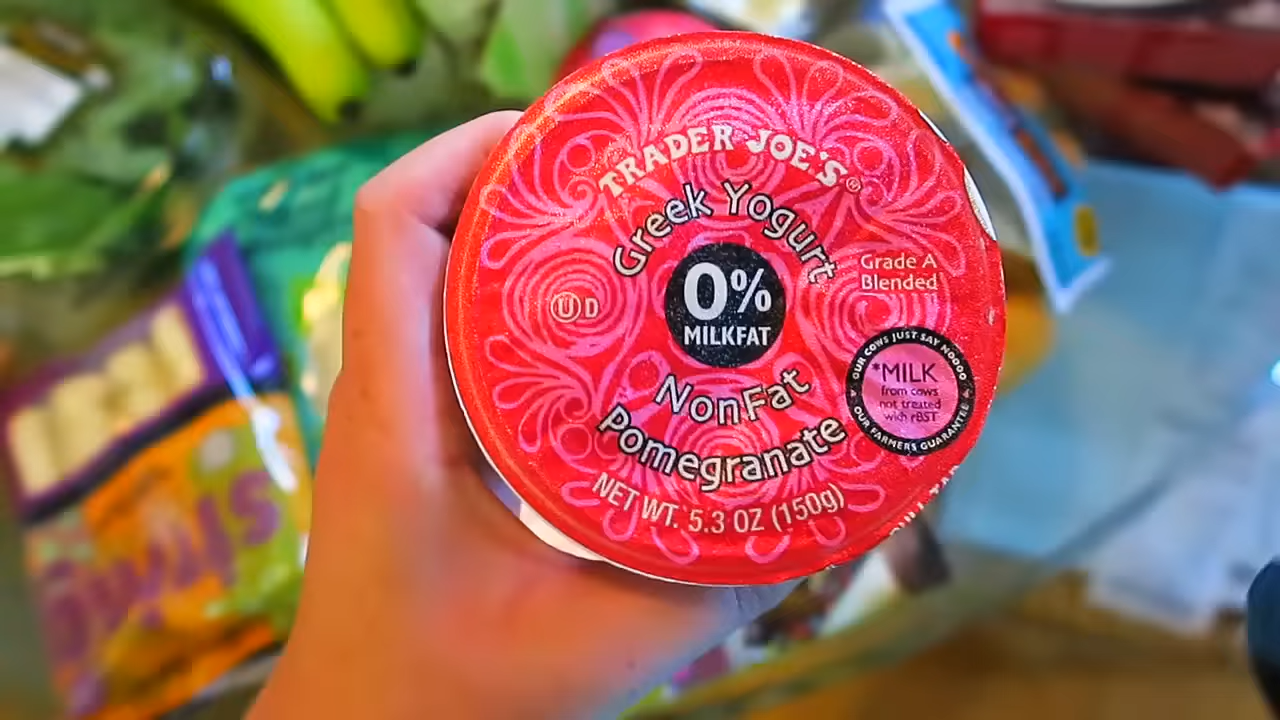 TRADER JOE'S®
Greek Yogurt
0%
MILKFAT
Grade A
Blended
Ⓤ D
NonFat
Pomegranate
NET WT. 5.3 OZ (150g)
OUR COWS JUST SAY NOOOO
*MILK
from cows
not treated
with rBST
OUR FARMERS GUARANTEE